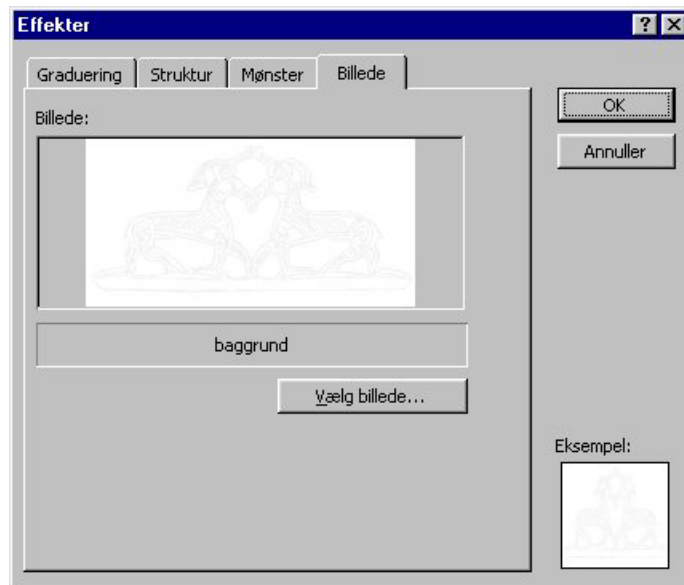 Effekter
Graduering Struktur Mønster Billede
Billede:
OK
Annuller
baggrund
Vælg billede...
Eksempel: